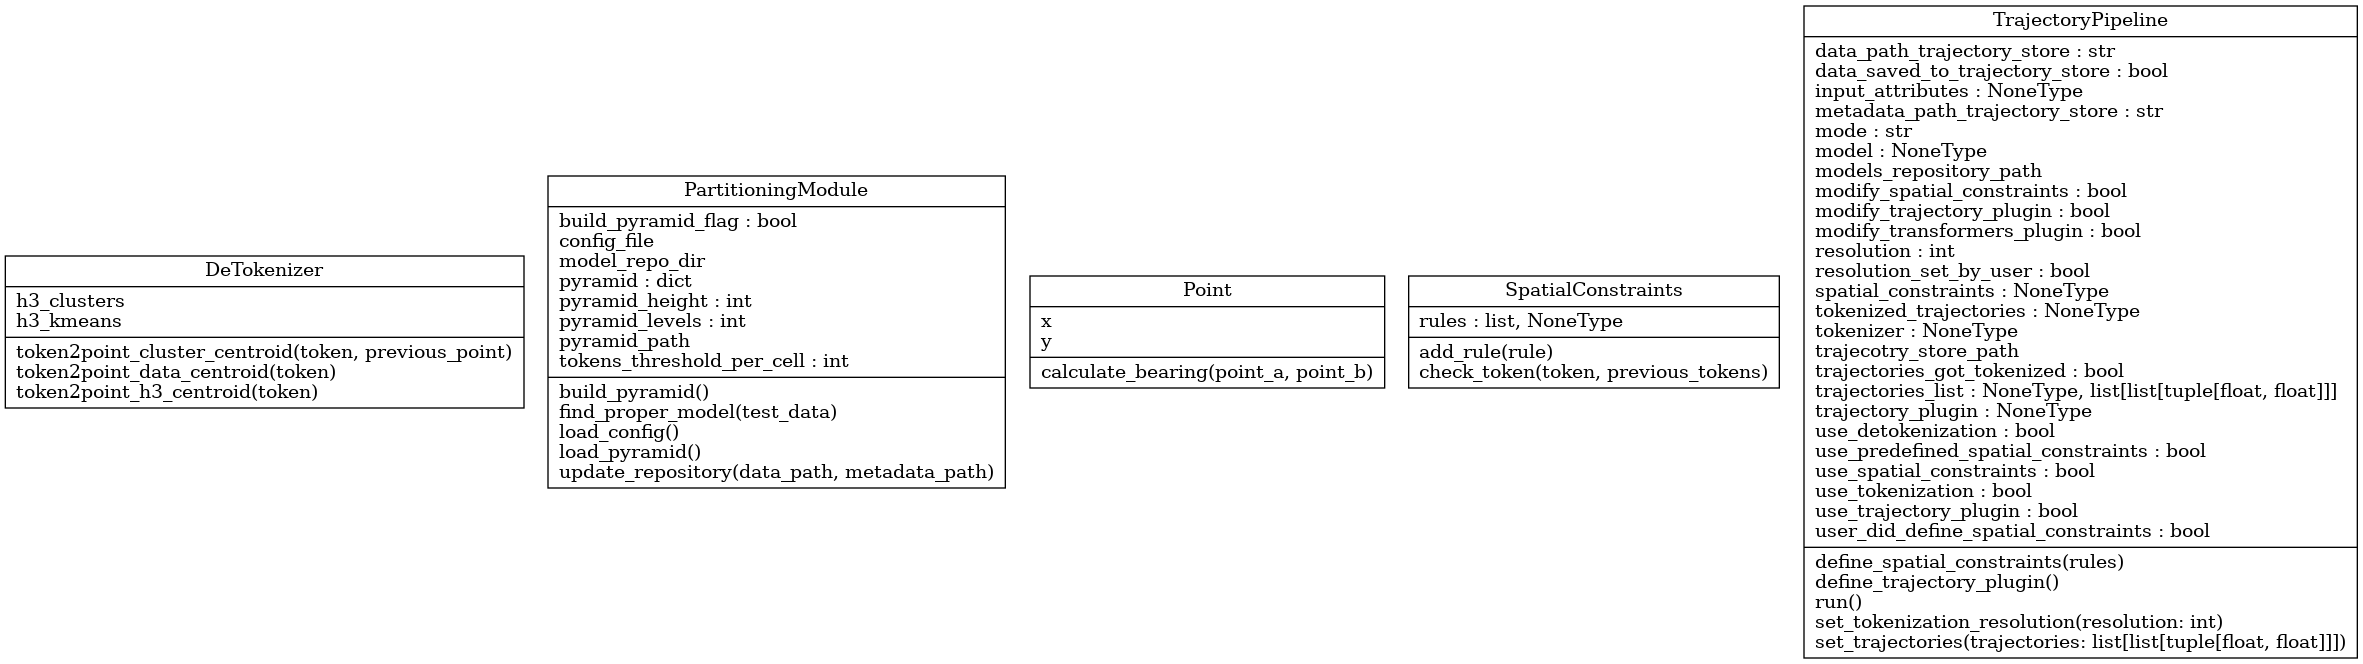 DeTokenizer
h3_clusters
h3_kmeans
token2point_cluster_centroid(token, previous_point)
token2point_data_centroid(token)
token2point_h3_centroid(token)
PartitioningModule
build_pyramid_flag : bool
config_file
model_repo_dir
pyramid : dict
pyramid_height : int
pyramid_levels : int
pyramid_path
tokens_threshold_per_cell : int
build_pyramid()
find_proper_model(test_data)
load_config()
load_pyramid()
update_repository(data_path, metadata_path)
Point
x
y
calculate_bearing(point_a, point_b)
SpatialConstraints
rules : list, NoneType
add_rule(rule)
check_token(token, previous_tokens)
TrajectoryPipeline
data_path_trajectory_store : str
data_saved_to_trajectory_store : bool
input_attributes : NoneType
metadata_path_trajectory_store : str
mode : str
model : NoneType
models_repository_path
modify_spatial_constraints : bool
modify_trajectory_plugin : bool
modify_transformers_plugin : bool
resolution : int
resolution_set_by_user : bool
spatial_constraints : NoneType
tokenized_trajectories : NoneType
tokenizer : NoneType
trajecotry_store_path
trajectories_got_tokenized : bool
trajectories_list : NoneType, list[list[tuple[float, float]]]
trajectory_plugin : NoneType
use_detokenization : bool
use_predefined_spatial_constraints : bool
use_spatial_constraints : bool
use_tokenization : bool
use_trajectory_plugin : bool
user_did_define_spatial_constraints : bool
define_spatial_constraints(rules)
define_trajectory_plugin()
run()
set_tokenization_resolution(resolution: int)
set_trajectories(trajectories: list[list[tuple[float, float]]])